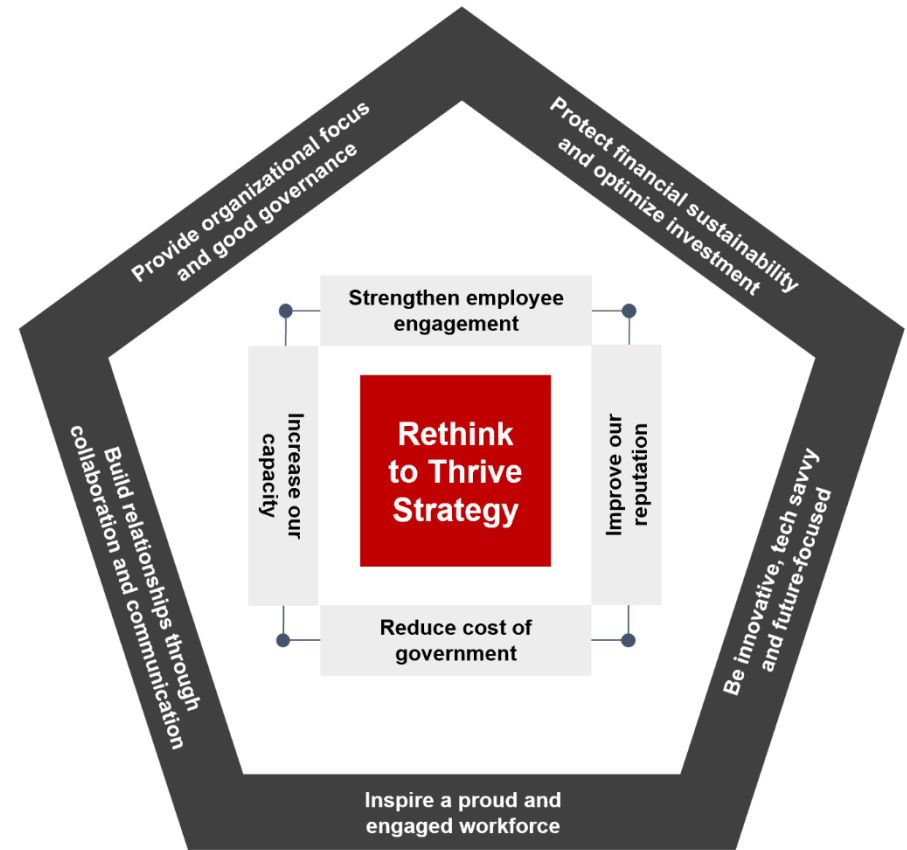 Provide organizational focus
and good governance
Protect financial sustainability
and optimize investment
Strengthen employee
engagement
Increase our
capacity
Rethink
to Thrive
Strategy
Improve our
reputation
Reduce cost of
government
Build relationships through
collaboration and communication
Be innovative, tech savvy
and future-focused
Inspire a proud and
engaged workforce